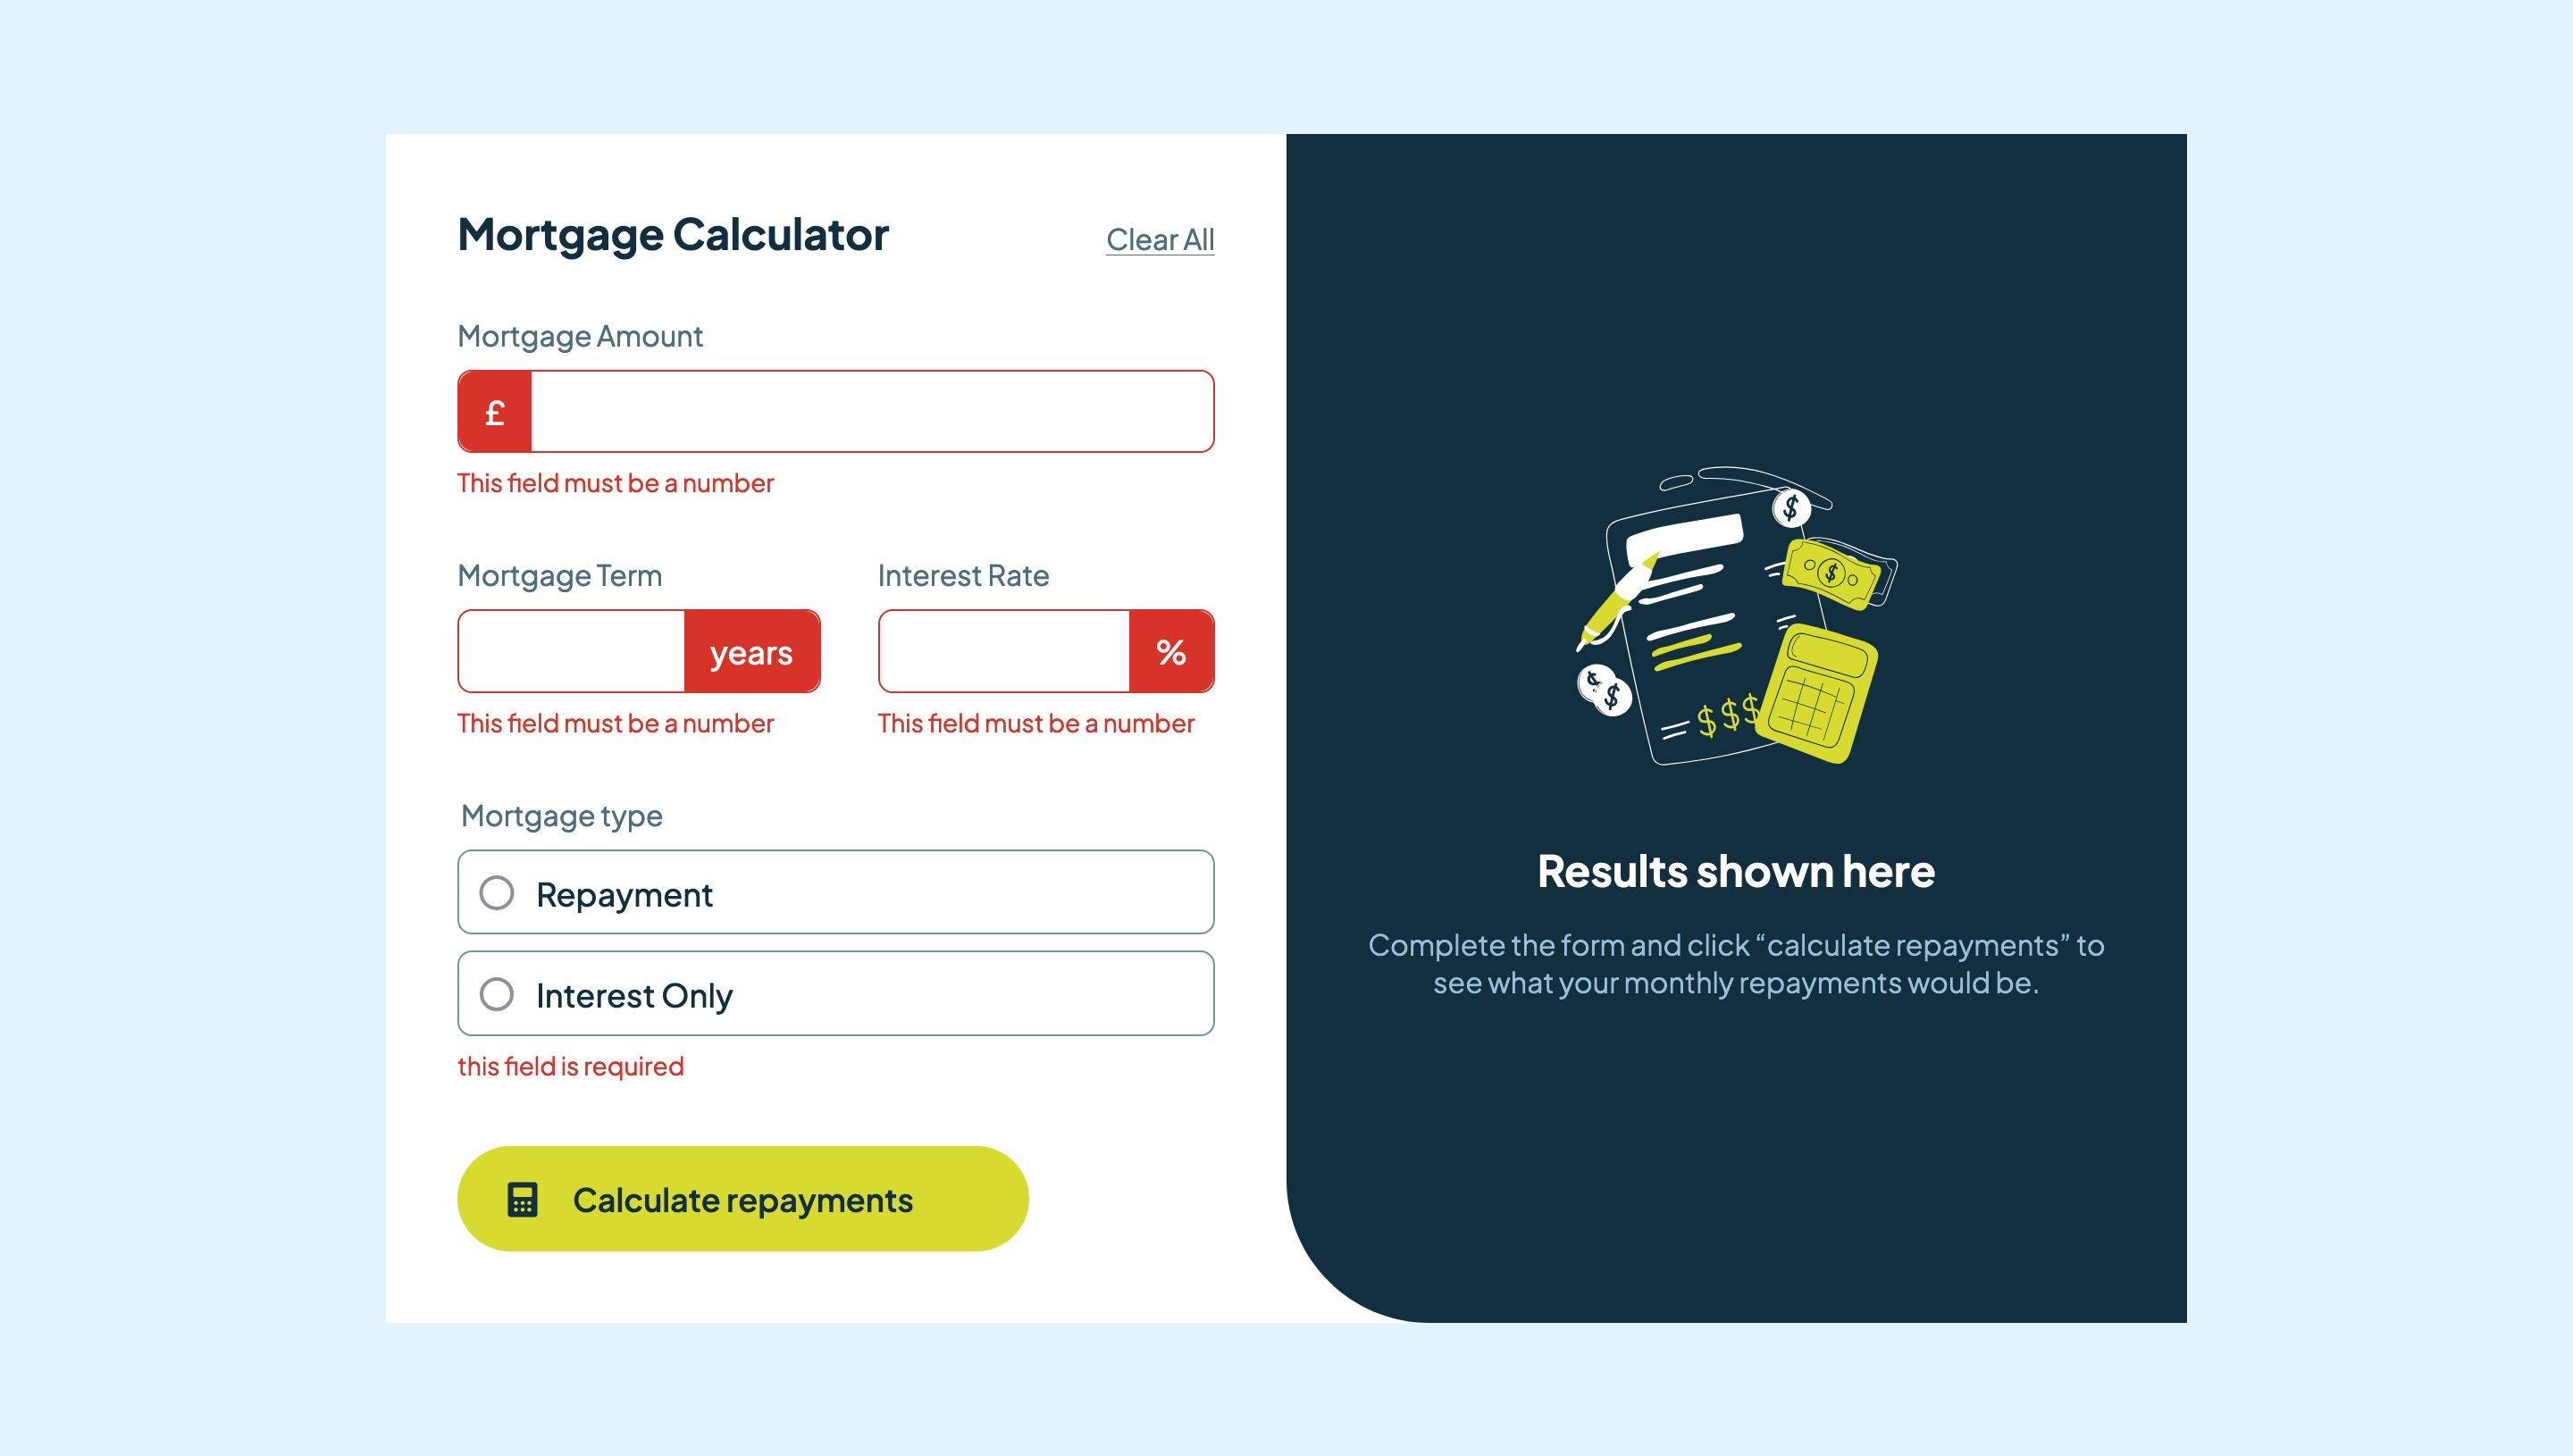 Mortgage Calculator
Clear All
Mortgage Amount
£
This field must be a number
Mortgage Term
Interest Rate
years
%
This field must be a number
This field must be a number
Mortgage type
Repayment
Interest Only
this field is required
Calculate repayments
$
$
$
$
$$$
Results shown here
Complete the form and click “calculate repayments” to
see what your monthly repayments would be.